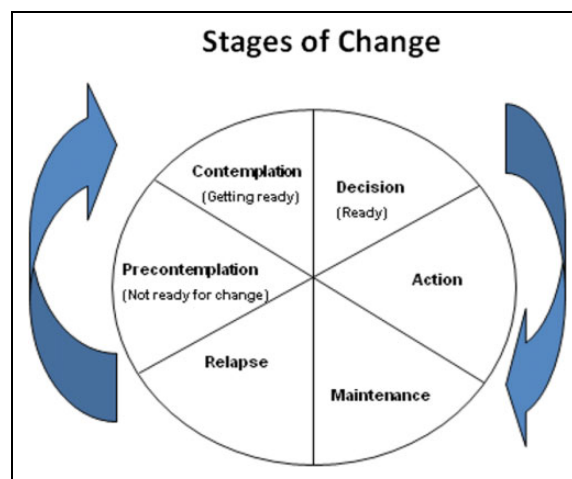 Stages of Change
Contemplation
(Getting ready)
Decision
(Ready)
Precontemplation
(Not ready for change)
Action
Relapse
Maintenance